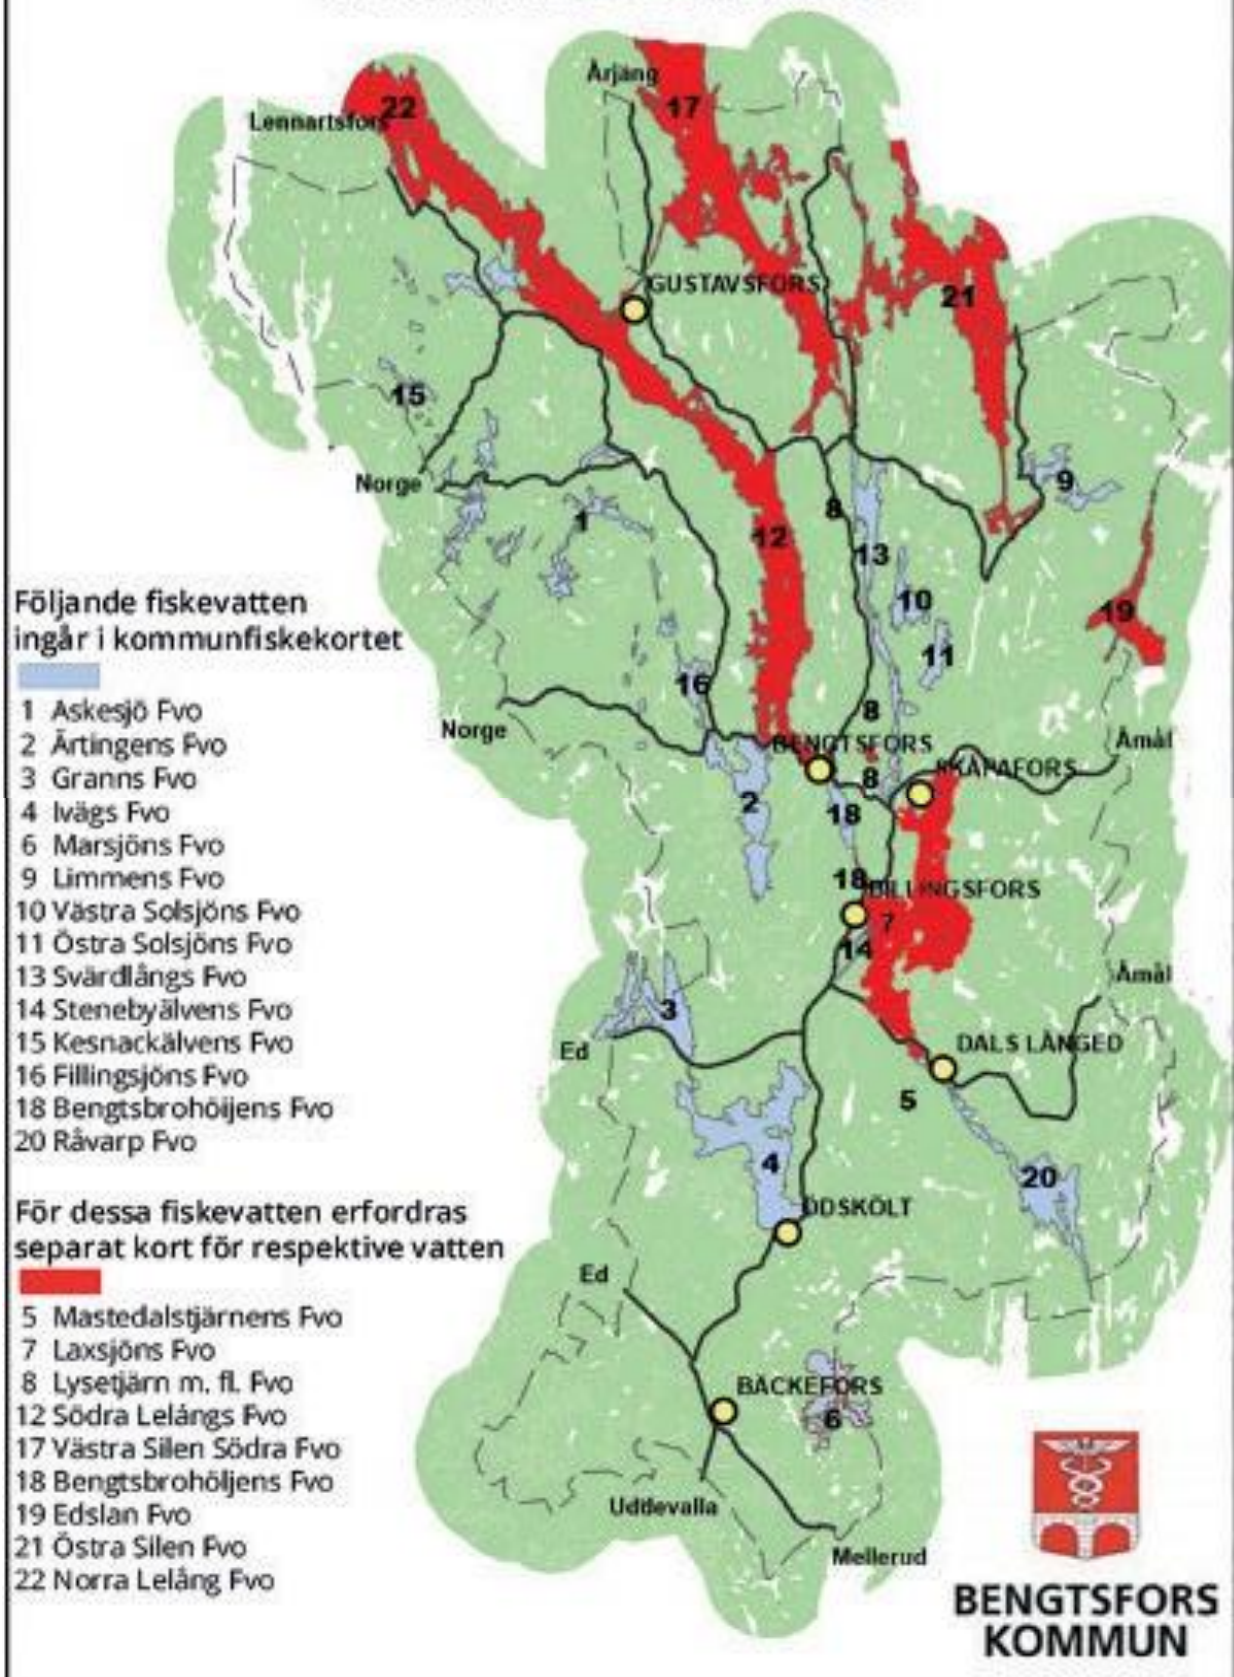 Årjäng
17
22
Lennartsfors
GUSTAVSFORS
21
15
Norge
9
8
1
12
13
10
19
11
16
8
Norge
BENGTSFORS
Åmål
SKÅPAFORS
8
2
18
18
BILLINGSFORS
7
14
Åmål
3
Ed
DALS LÅNGED
5
4
20
ÖDSKÖLT
Ed
BÄCKEFORS
6
Uddevalla
Mellerud
Följande fiskevatten
ingår i kommunfiskekortet
1 Askesjö Fvo
2 Ärtingens Fvo
3 Granns Fvo
4 Ivägs Fvo
6 Marsjöns Fvo
9 Limmens Fvo
10 Västra Solsjöns Fvo
11 Östra Solsjöns Fvo
13 Svärdlångs Fvo
14 Stenebyälvens Fvo
15 Kesnackälvens Fvo
16 Fillingsjöns Fvo
18 Bengtsbrohöijens Fvo
20 Råvarp Fvo
För dessa fiskevatten erfordras
separat kort för respektive vatten
5 Mastedalstjärnens Fvo
7 Laxsjöns Fvo
8 Lysetjärn m. fl. Fvo
12 Södra Lelångs Fvo
17 Västra Silen Södra Fvo
18 Bengtsbrohöljens Fvo
19 Edslan Fvo
21 Östra Silen Fvo
22 Norra Lelång Fvo
BENGTSFORS
KOMMUN